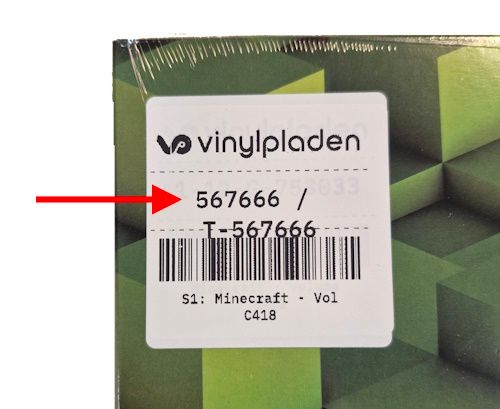 vinylpladen
567666 /
T-567666
S1: Minecraft - Vol
C418